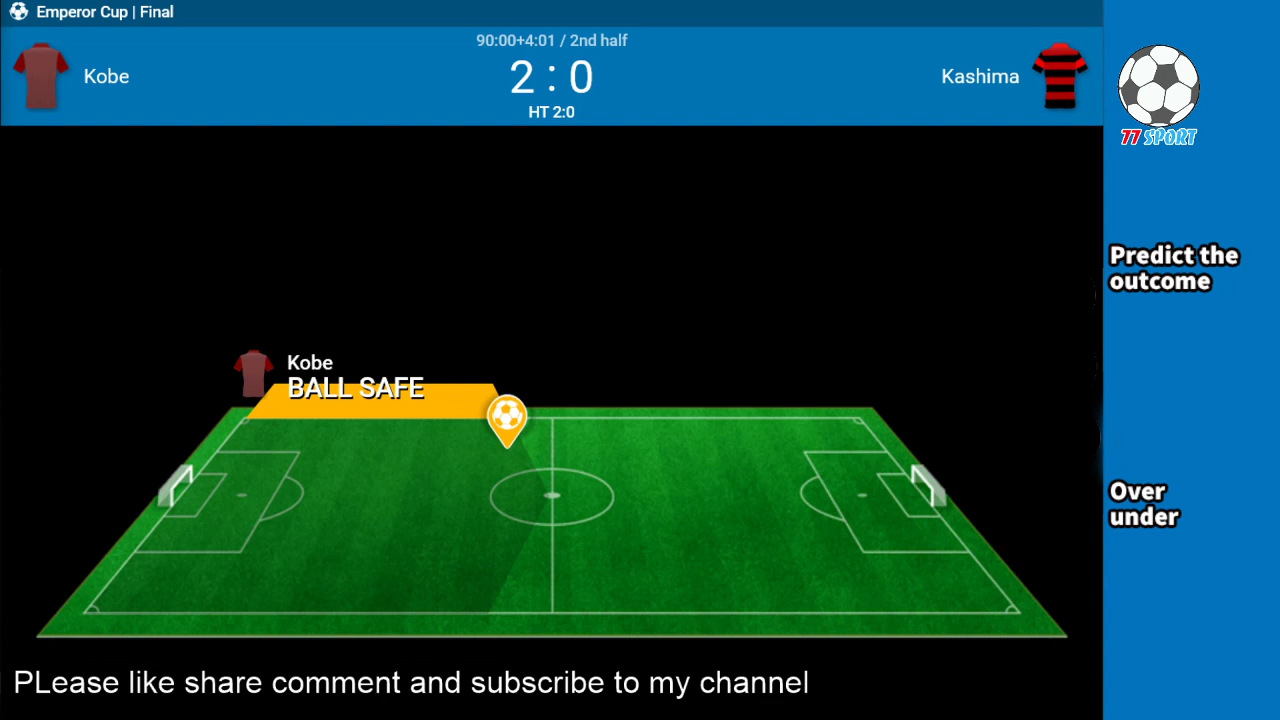 Emperor Cup | Final
90:00+4:01 / 2nd half
Kobe
2 : 0
Kashima
HT 2:0
77 SPORT
Predict the
outcome
Kobe
BALL SAFE
Over
under
PLease like share comment and subscribe to my channel